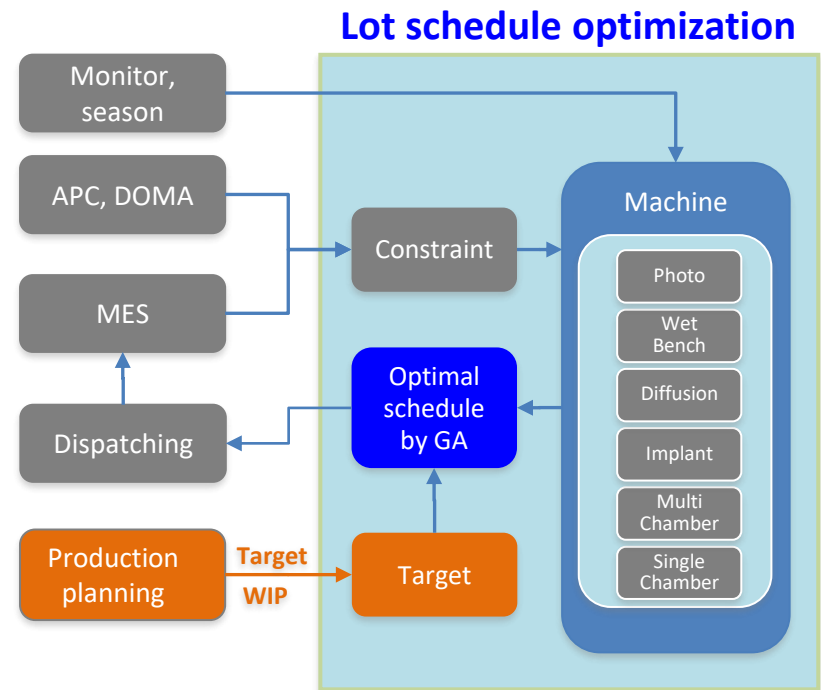 Lot schedule optimization
Monitor,
season
APC, DOMA
MES
Dispatching
Production
planning
Target
WIP
Constraint
Optimal
schedule
by GA
Target
Machine
Photo
Wet
Bench
Diffusion
Implant
Multi
Chamber
Single
Chamber